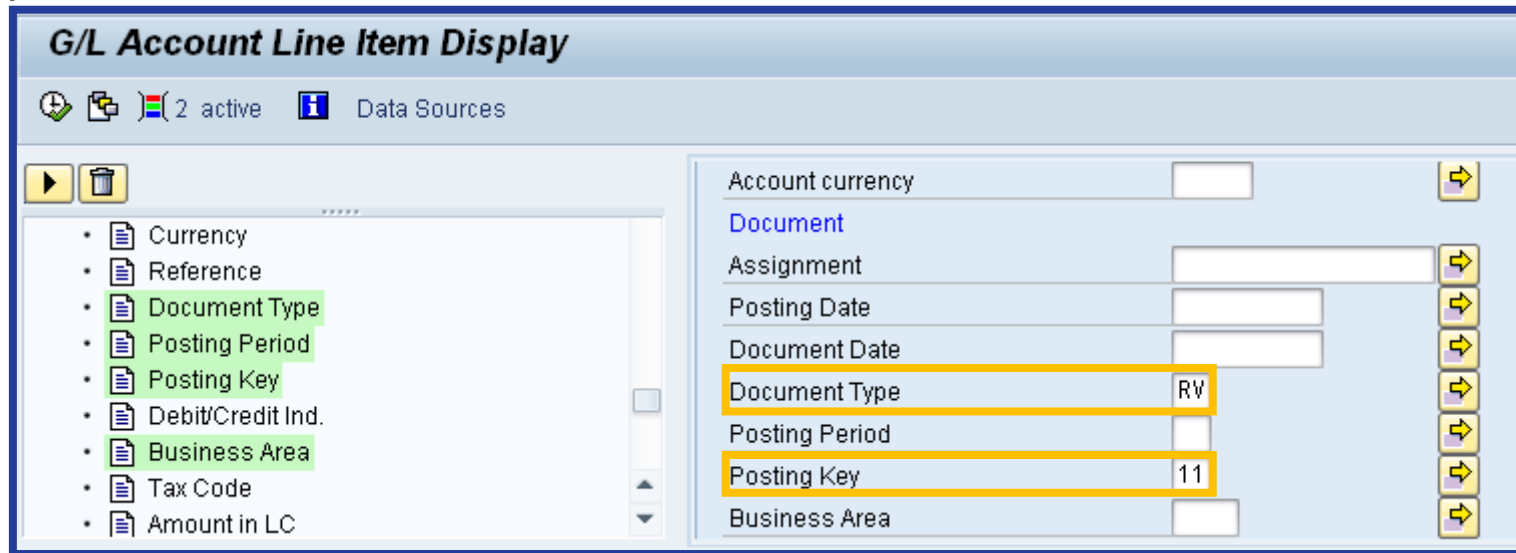 G/L Account Line Item Display
2 active Data Sources
Currency
Reference
Document Type
Posting Period
Posting Key
Debit/Credit Ind.
Business Area
Tax Code
Amount in LC
Account currency
Document
Assignment
Posting Date
Document Date
Document Type RV
Posting Period
Posting Key 11
Business Area